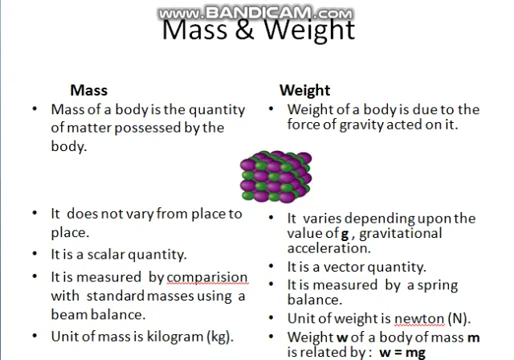 www.BANDICAM.com
Mass & Weight
Mass
• Mass of a body is the quantity
of matter possessed by the
body.
• It does not vary from place to
place.
• It is a scalar quantity.
• It is measured by comparision
with standard masses using a
beam balance.
• Unit of mass is kilogram (kg).
Weight
• Weight of a body is due to the
force of gravity acted on it.
• It varies depending upon the
value of g , gravitational
acceleration.
• It is a vector quantity.
• It is measured by a spring
balance.
• Unit of weight is newton (N).
• Weight w of a body of mass m
is related by : w = mg